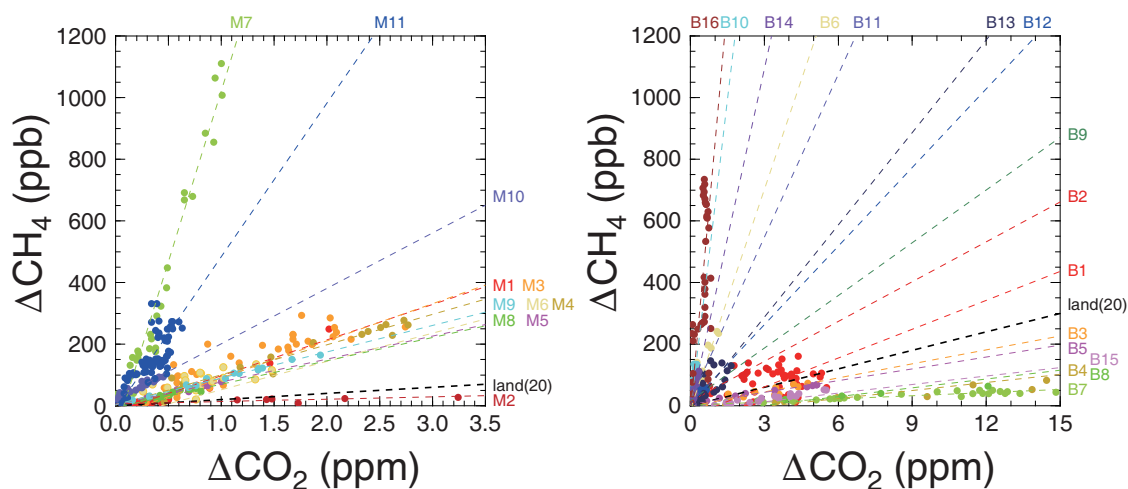 M7 M11
B16 B10 B14 B6 B11 B13 B12
1200
1000
800
600
400
200
0
ΔCH4 (ppb)
M10
M1 M3
M9 M6 M4
M8 M5
land(20)
M2
0.0 0.5 1.0 1.5 2.0 2.5 3.0 3.5
ΔCO2 (ppm)
1200
1000
800
600
400
200
0
ΔCH4 (ppb)
B9
B2
B1
land(20)
B3
B5
B15
B4 B8
B7
0 3 6 9 12 15
ΔCO2 (ppm)